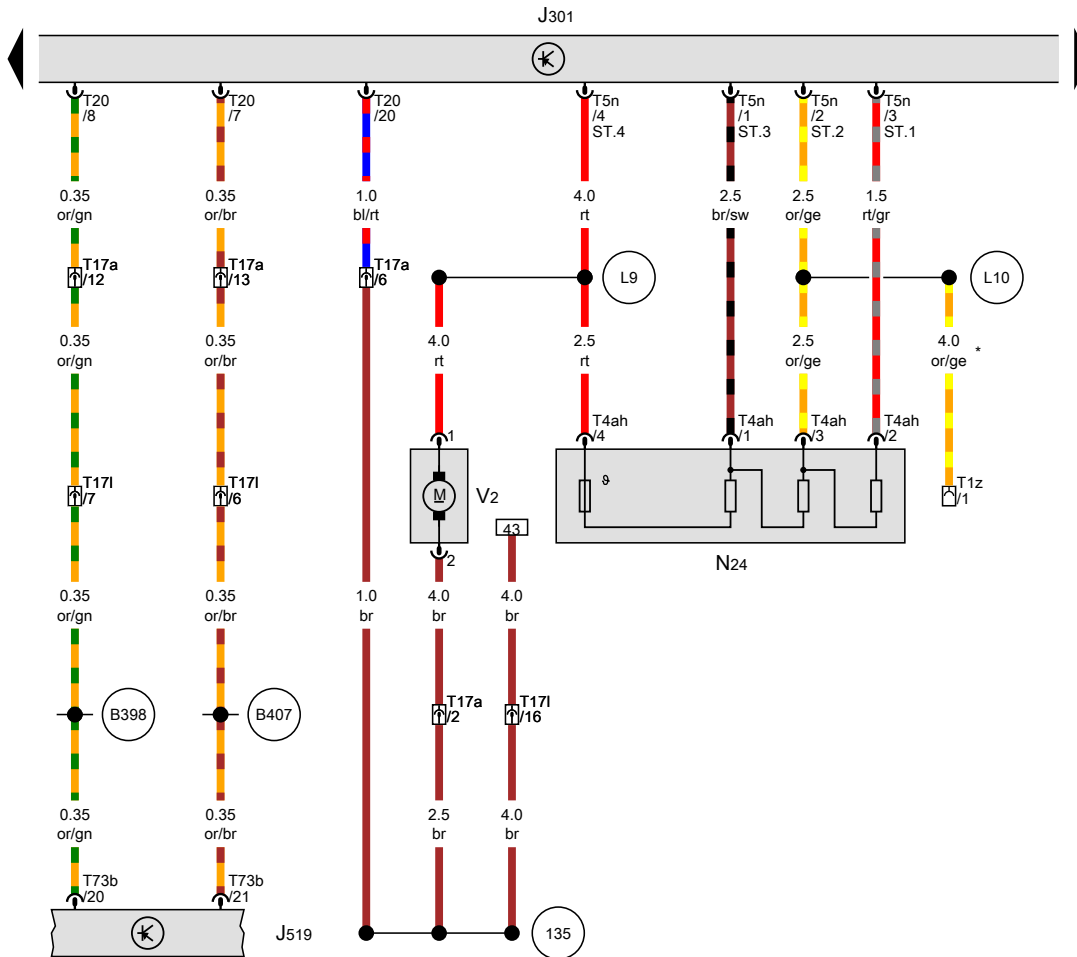 J301
T20
/8
T20
/7
T20
/20
T5n
/4
ST.4
T5n
/1
ST.3
T5n
/2
ST.2
T5n
/3
ST.1
0.35
or/gn
0.35
or/br
1.0
bl/rt
4.0
rt
2.5
br/sw
2.5
or/ge
1.5
rt/gr
T17a
/12
T17a
/13
T17a
/6
L9
L10
0.35
or/gn
0.35
or/br
4.0
rt
2.5
rt
2.5
or/ge
4.0
or/ge *
1
T4ah
/4
T4ah
/1
T4ah
/3
T4ah
/2
T17l
/7
T17l
/6
M
V2
ϑ
T1z
/1
43
2
N24
0.35
or/gn
0.35
or/br
1.0
br
4.0
br
4.0
br
B398
B407
T17a
/2
T17l
/16
0.35
or/gn
0.35
or/br
2.5
br
4.0
br
T73b
/20
T73b
/21
J519
135